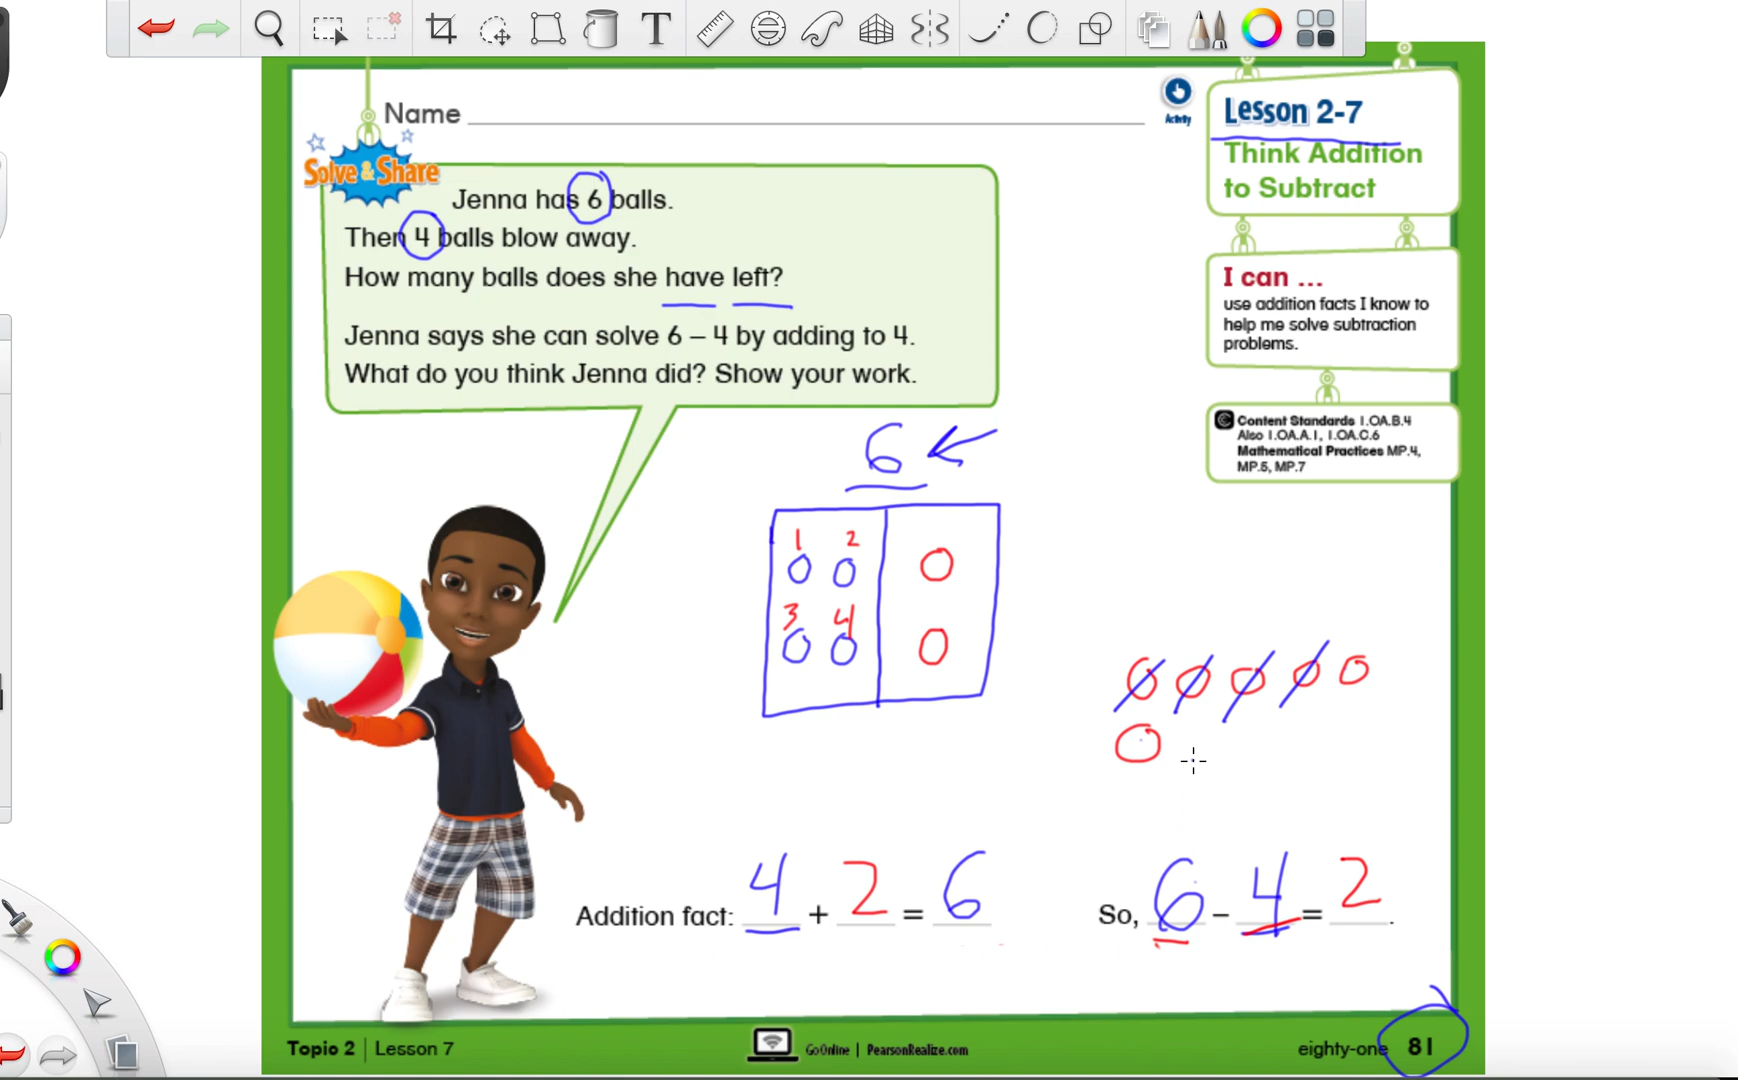 Name
Activity
Lesson 2-7
Think Addition
to Subtract
Solve & Share
Jenna has 6 balls.
Then 4 balls blow away.
How many balls does she have left?
Jenna says she can solve 6 – 4 by adding to 4.
What do you think Jenna did? Show your work.
I can ...
use addition facts I know to
help me solve subtraction
problems.
C Content Standards 1.OA.B.4
Also 1.OA.A.1, 1.OA.C.6
Mathematical Practices MP.4,
MP.5, MP.7
6
1 2
3 4
Addition fact: 4 + 2 = 6
So, 6 – 4 = 2.
Topic 2 | Lesson 7
Go Online | PearsonRealize.com
eighty-one 81